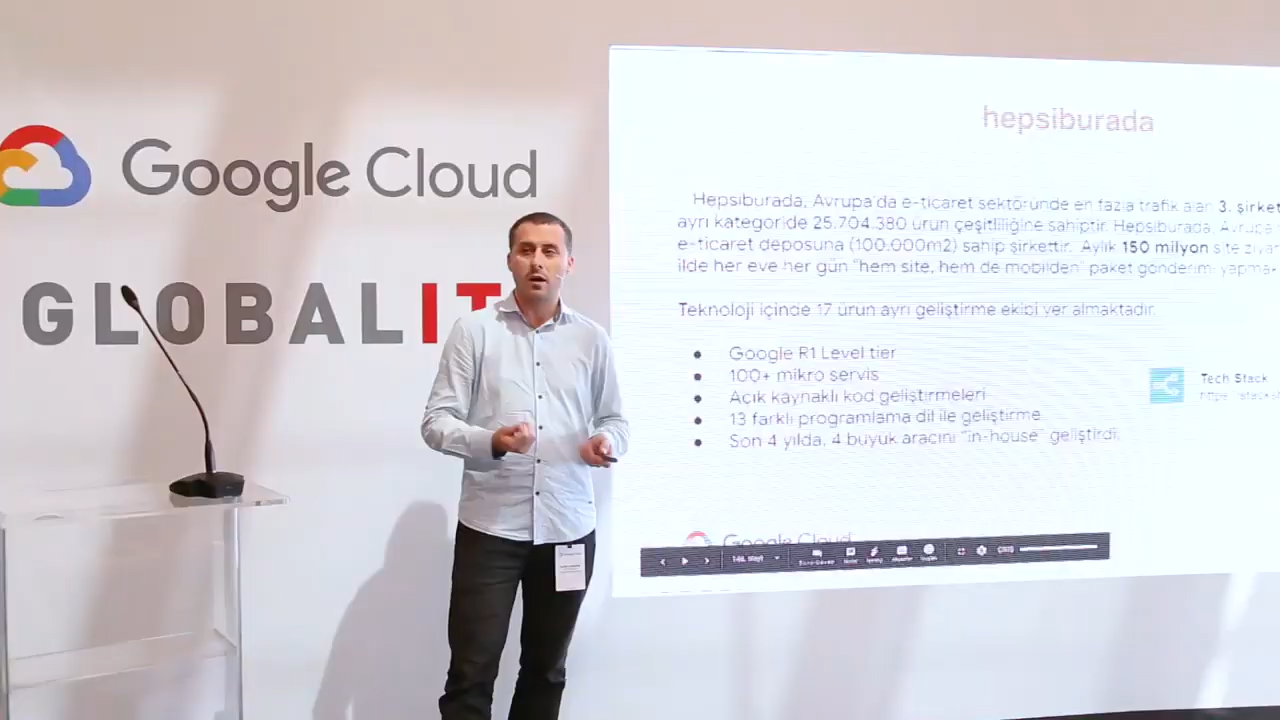 Google Cloud
GLOBALIT
hepsiburada
Hepsiburada, Avrupa'da e-ticaret sektöründe en fazla trafik alan 3. şirket
ayrı kategoride 25.704.380 ürün çeşitliliğine sahiptir. Hepsiburada, Avrupa
e-ticaret deposuna (100.000m2) sahip şirkettir. Aylık 150 milyon site
ilde her eve her gün "hem site, hem de mobilden" paket gönderimi
Teknoloji içinde 17 ürün ayrı geliştirme ekibi yer almaktadır.
Google R1 Level tier
100+ mikro servis
Açık kaynaklı kod geliştirmeleri
13 farklı programlama dil ile geliştirme
Son 4 yılda, 4 büyük aracını "in-house" geliştirdi.
Tech Stack
Google Cloud